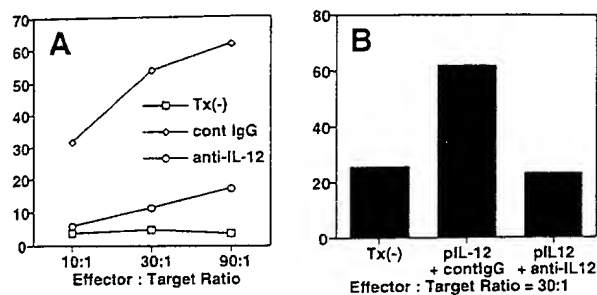 A
70
60
50
40
30
20
10
0
Tx(-)
cont IgG
anti-IL-12
10:1 30:1 90:1
Effector : Target Ratio
B
80
60
40
20
0
Tx(-) pIL-12 + contIgG pIL12 + anti-IL12
Effector : Target Ratio = 30:1